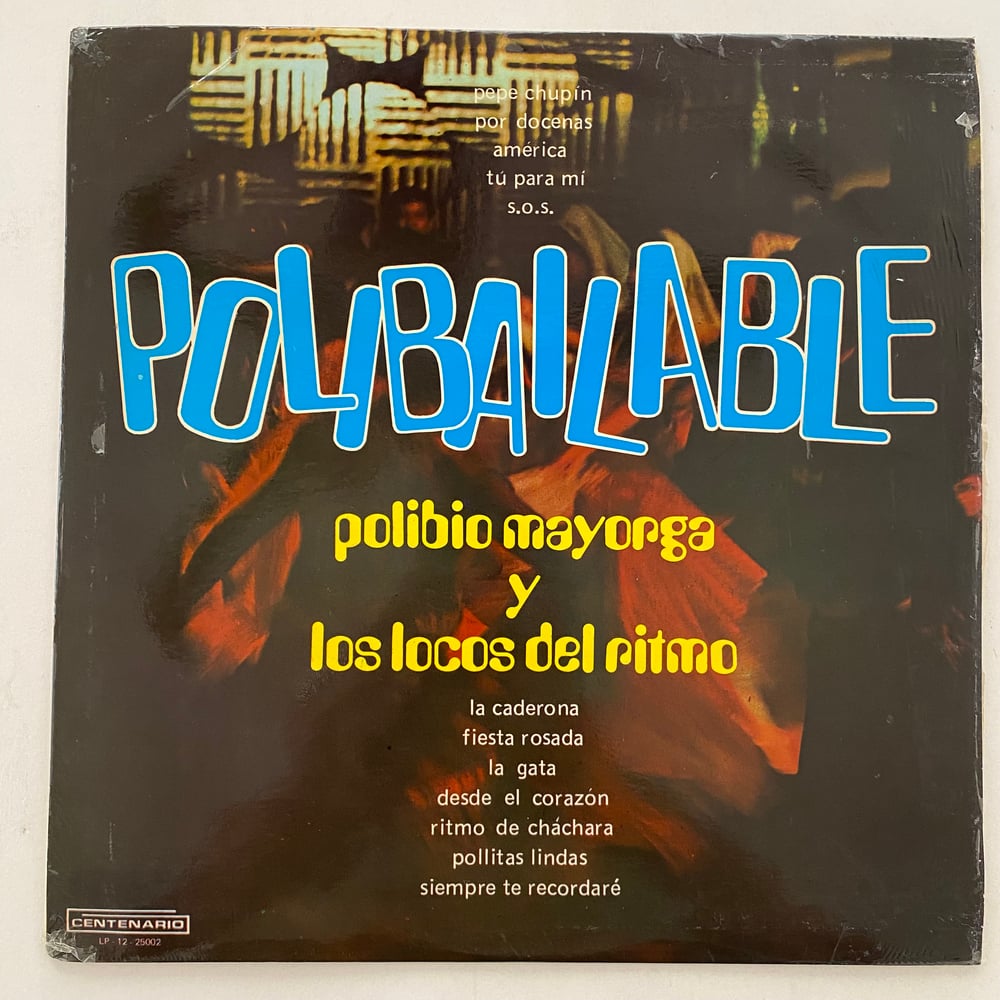 pepe chupín
por docenas
américa
tú para mí
s.o.s.
POLIBAILABLE
polibio mayorga
y
los locos del ritmo
la caderona
fiesta rosada
la gata
desde el corazón
ritmo de cháchara
pollitas lindas
siempre te recordaré
CENTENARIO
LP - 12 - 25002